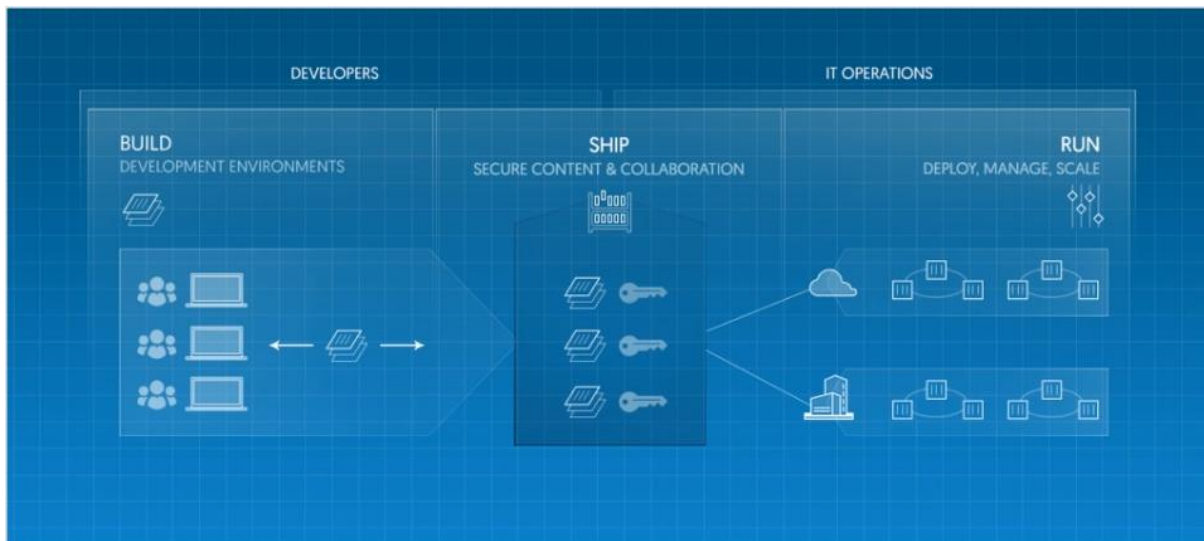 DEVELOPERS
IT OPERATIONS
BUILD
DEVELOPMENT ENVIRONMENTS
SHIP
SECURE CONTENT & COLLABORATION
RUN
DEPLOY, MANAGE, SCALE